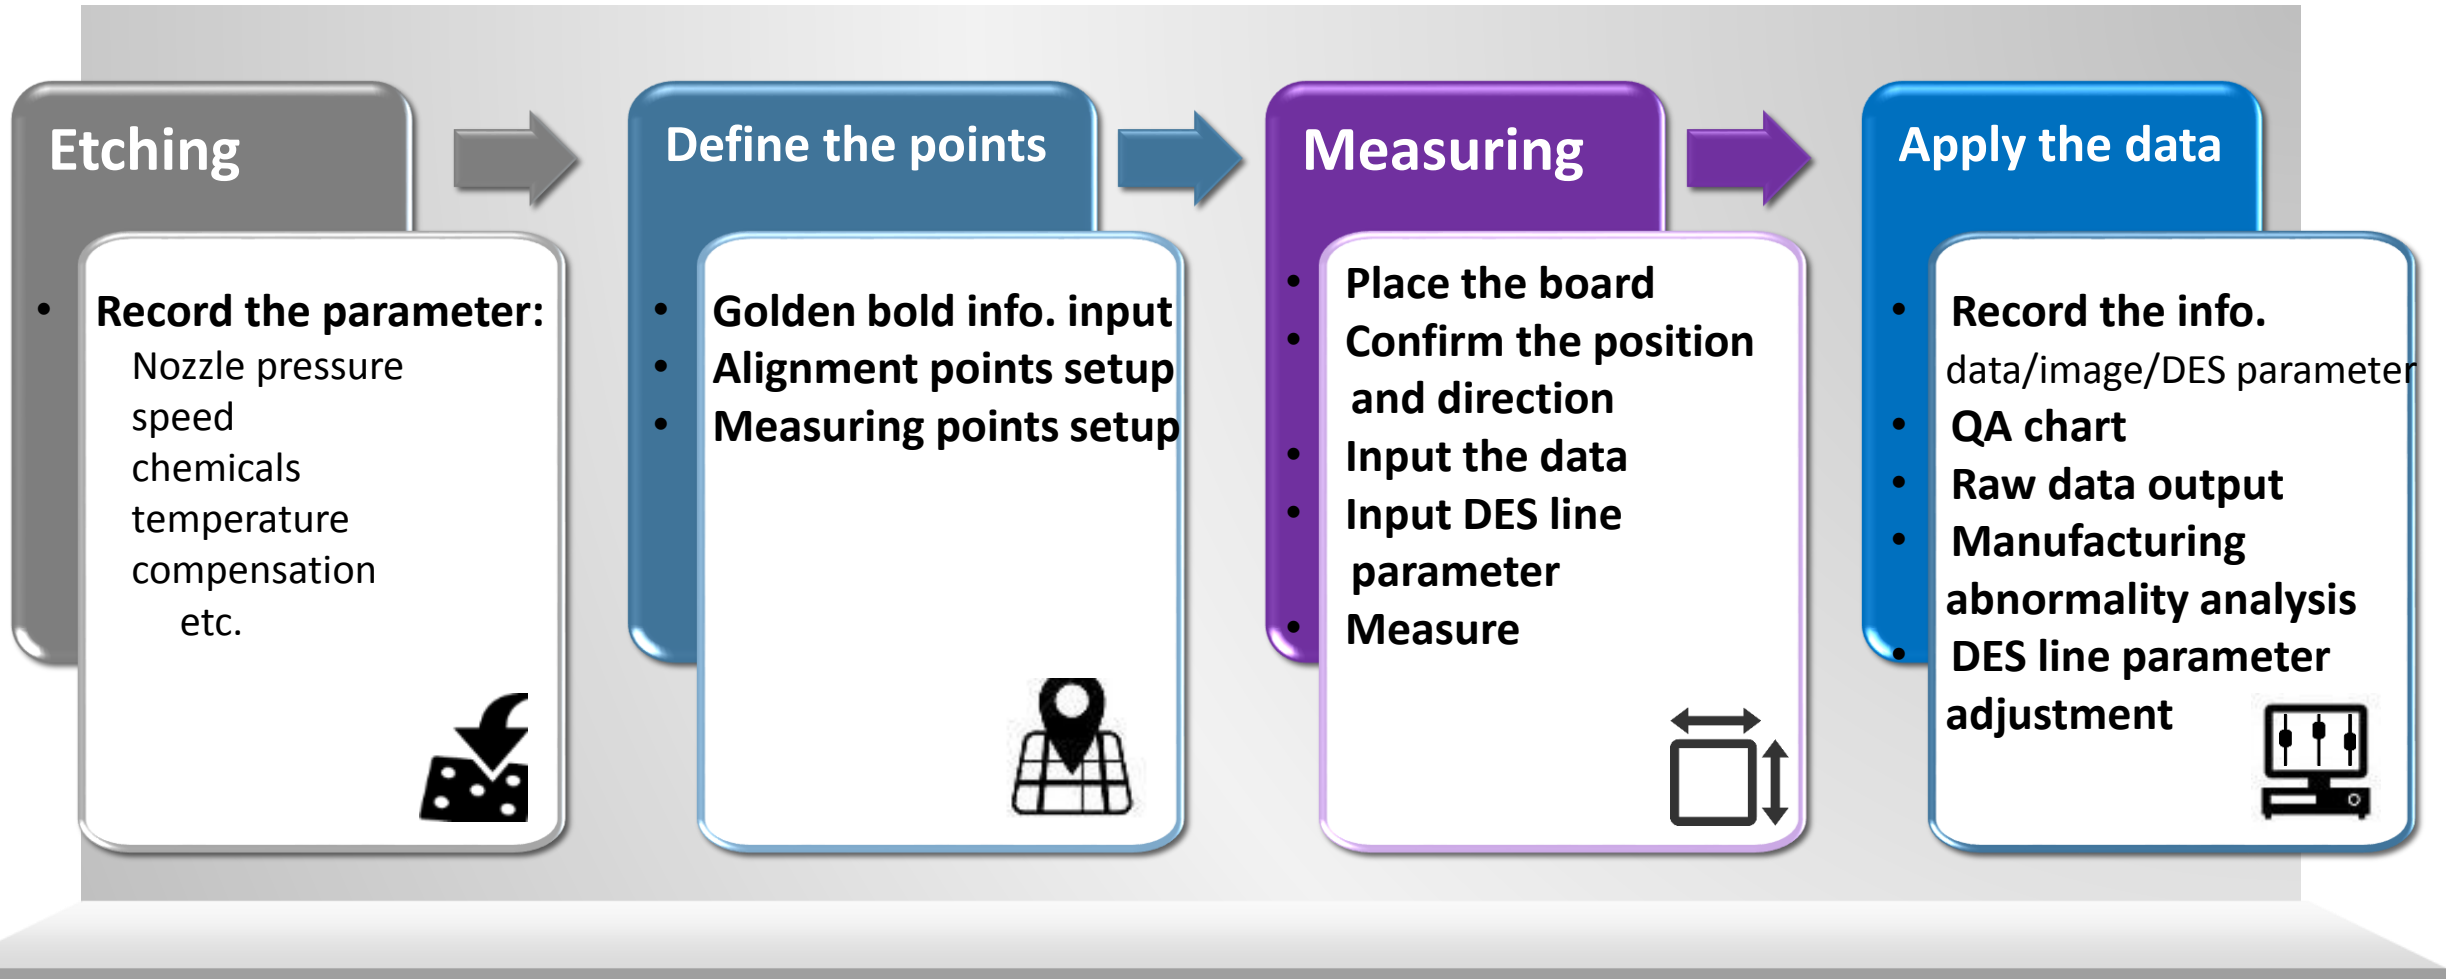 Etching
• Record the parameter:
Nozzle pressure
speed
chemicals
temperature
compensation
etc.
Define the points
• Golden bold info. input
• Alignment points setup
• Measuring points setup
Measuring
• Place the board
• Confirm the position
and direction
• Input the data
• Input DES line
parameter
• Measure
Apply the data
• Record the info.
data/image/DES parameter
• QA chart
• Raw data output
• Manufacturing
abnormality analysis
• DES line parameter
adjustment